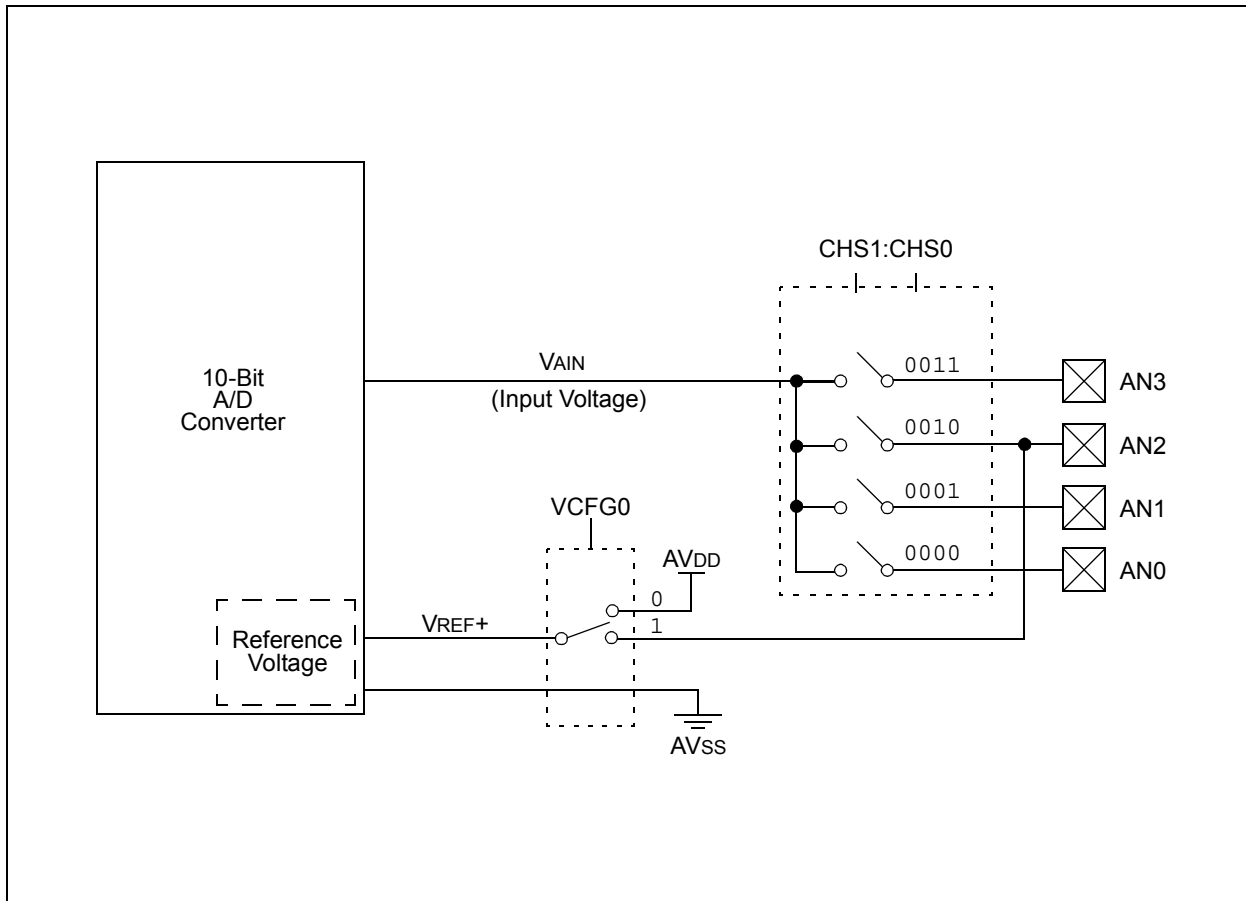 CHS1:CHS0
10-Bit
A/D
Converter
VAIN
(Input Voltage)
0011
AN3
0010
AN2
0001
AN1
0000
AN0
VCFG0
AVDD
0
1
VREF+
Reference
Voltage
AVSS